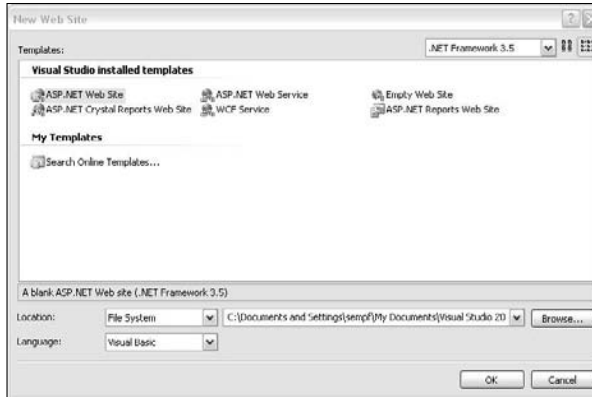 New Web Site
Templates:
.NET Framework 3.5
Visual Studio installed templates
ASP.NET Web Site
ASP.NET Web Service
Empty Web Site
ASP.NET Crystal Reports Web Site
WCF Service
ASP.NET Reports Web Site
My Templates
Search Online Templates...
A blank ASP.NET Web site (.NET Framework 3.5)
Location:
File System
C:\Documents and Settings\sempf\My Documents\Visual Studio 20
Browse...
Language:
Visual Basic
OK
Cancel